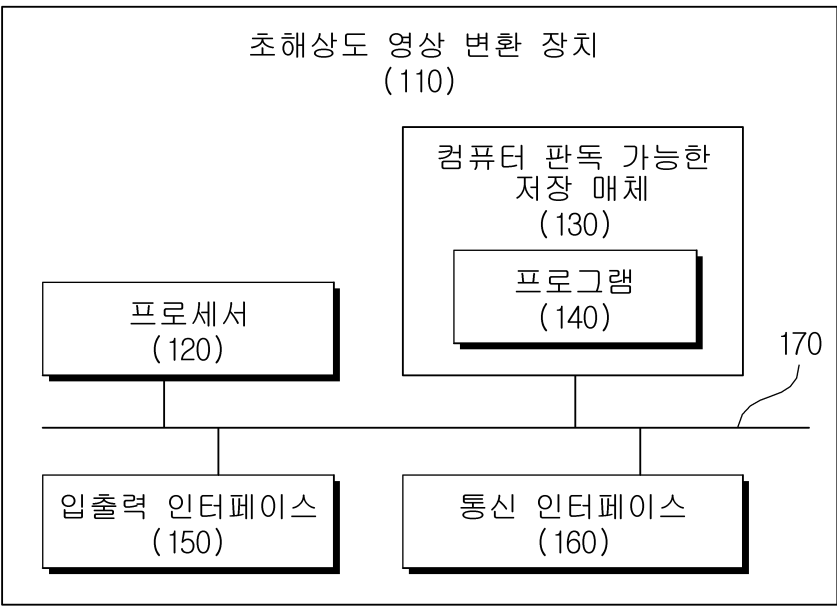 초해상도 영상 변환 장치
(110)
컴퓨터 판독 가능한
저장 매체
(130)
프로그램
(140)
프로세서
(120)
170
입출력 인터페이스
(150)
통신 인터페이스
(160)